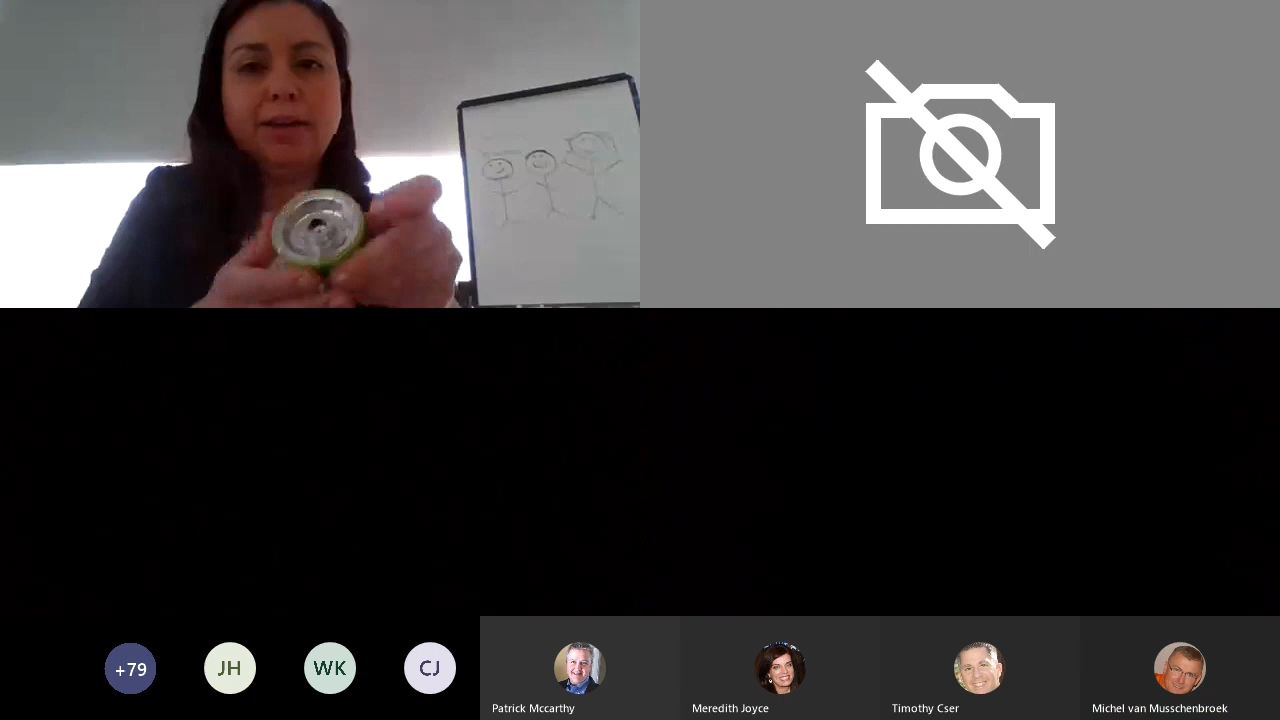 +79
JH
WK
CJ
Patrick Mccarthy
Meredith Joyce
Timothy Cser
Michel van Musschenbroek